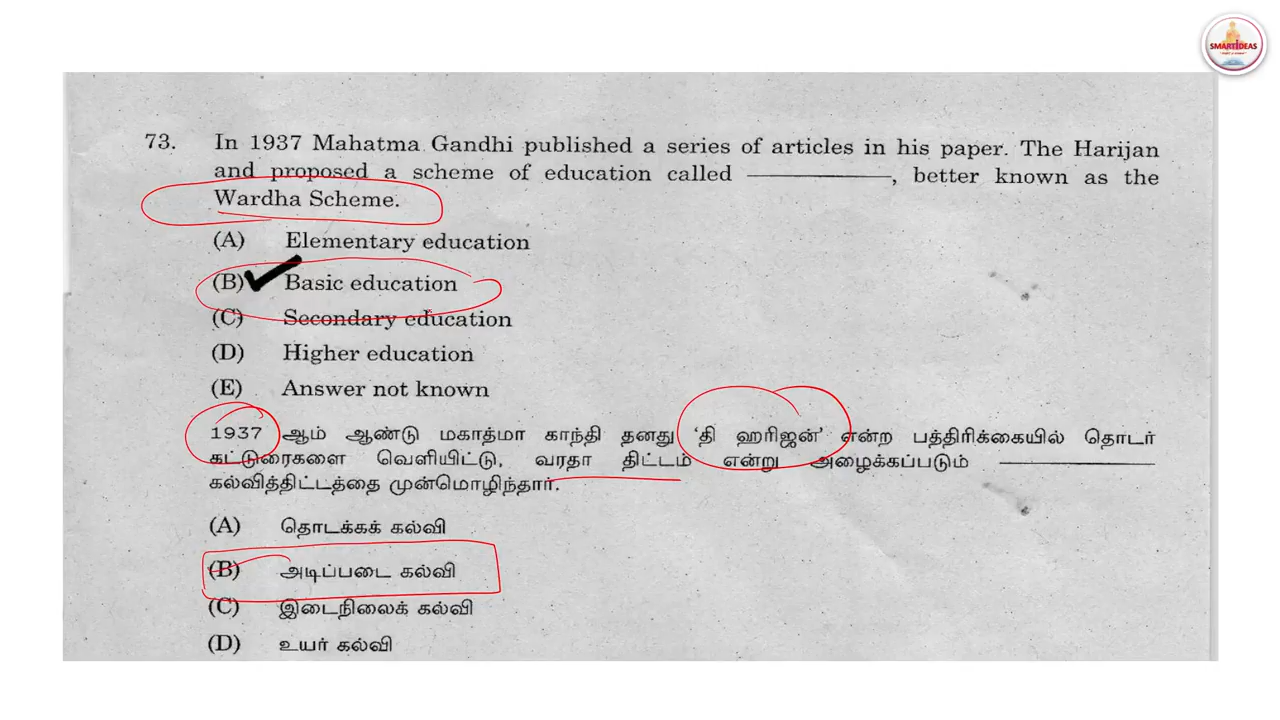 SMARTIDEAS
73. In 1937 Mahatma Gandhi published a series of articles in his paper. The Harijan
and proposed a scheme of education called ————, better known as the
Wardha Scheme.
(A) Elementary education
(B) Basic education
(C) Secondary education
(D) Higher education
(E) Answer not known
1937 ஆம் ஆண்டு மகாத்மா காந்தி தனது ‘தி ஹரிஜன்’ என்ற பத்திரிக்கையில் தொடர்
கட்டுரைகளை வெளியிட்டு, வரதா திட்டம் என்று அழைக்கப்படும் ————
கல்வித்திட்டத்தை முன்மொழிந்தார்.
(A) தொடக்கக் கல்வி
(B) அடிப்படை கல்வி
(C) இடைநிலைக் கல்வி
(D) உயர் கல்வி